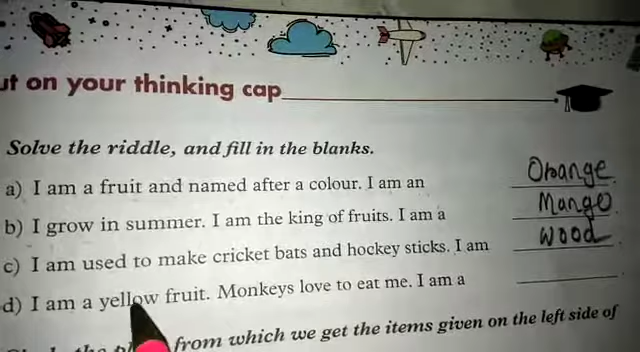 ut on your thinking cap
Solve the riddle, and fill in the blanks.
a) I am a fruit and named after a colour. I am an Orange.
b) I grow in summer. I am the king of fruits. I am a Mango.
c) I am used to make cricket bats and hockey sticks. I am wood.
d) I am a yellow fruit. Monkeys love to eat me. I am a
from which we get the items given on the left side of